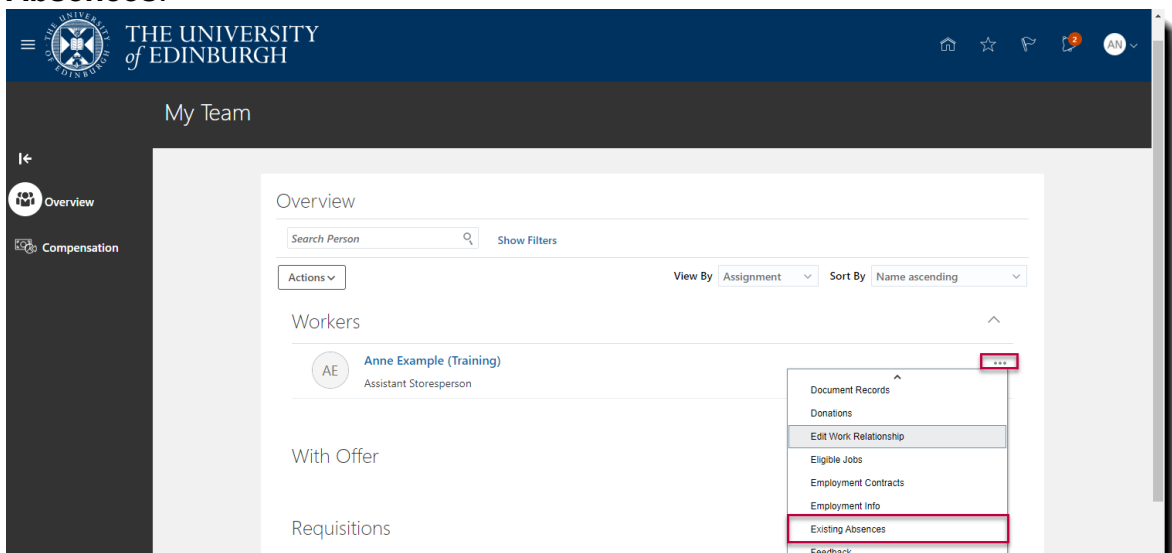 Absences.
THE UNIVERSITY
of EDINBURGH
2
AN
My Team
Overview
Compensation
Overview
Search Person
Show Filters
Actions
View By Assignment Sort By Name ascending
Workers
AE
Anne Example (Training)
Assistant Storesperson
Document Records
Donations
Edit Work Relationship
Eligible Jobs
Employment Contracts
Employment Info
Existing Absences
Feedback
With Offer
Requisitions